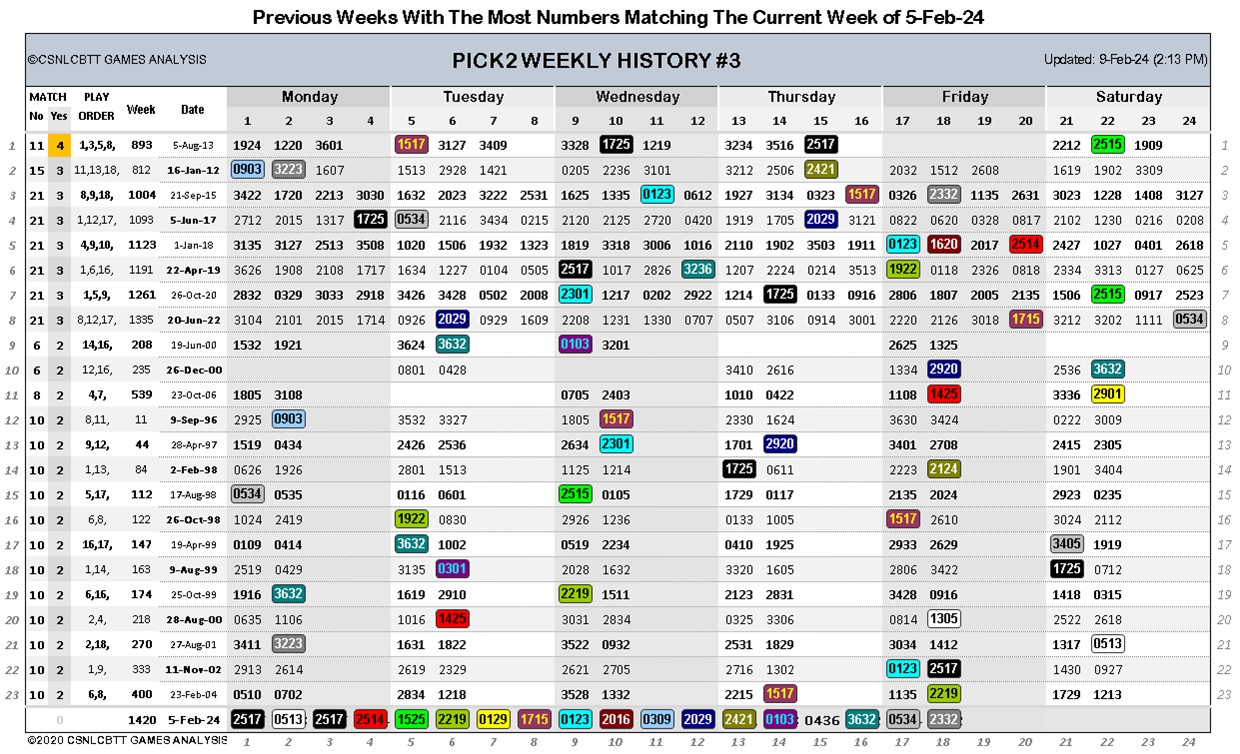 Previous Weeks With The Most Numbers Matching The Current Week of 5-Feb-24
©CSNLCBTT GAMES ANALYSIS PICK2 WEEKLY HISTORY #3 Updated: 9-Feb-24 (2:13 PM)
MATCH PLAY Week Date Monday Tuesday Wednesday Thursday Friday Saturday
No Yes ORDER 1 2 3 4 5 6 7 8 9 10 11 12 13 14 15 16 17 18 19 20 21 22 23 24
1 11 4 1,3,5,8, 893 5-Aug-13 1924 1220 3601 1517 3127 3409 3328 1725 1219 3234 3516 2517 2212 2515 1909 1
2 15 3 11,13,18, 812 16-Jan-12 0903 3223 1607 1513 2928 1421 0205 2236 3101 3212 2506 2421 2032 1512 2608 1619 1902 3309 2
3 21 3 8,9,18, 1004 21-Sep-15 3422 1720 2213 3030 1632 2023 3222 2531 1625 1335 0123 0612 1927 3134 0323 1517 0326 2332 1135 2631 3023 1228 1408 3127 3
4 21 3 1,12,17, 1093 5-Jun-17 2712 2015 1317 1725 0534 2116 3434 0215 2120 2125 2720 0420 1919 1705 2029 3121 0822 0620 0328 0817 2102 1230 0216 0208 4
5 21 3 4,9,10, 1123 1-Jan-18 3135 3127 2513 3508 1020 1506 1932 1323 1819 3318 3006 1016 2110 1902 3503 1911 0123 1620 2017 2514 2427 1027 0401 2618 5
6 21 3 1,6,16, 1191 22-Apr-19 3626 1908 2108 1717 1634 1227 0104 0505 2517 1017 2826 3236 1207 2224 0214 3513 1922 0118 2326 0818 2334 3313 0127 0625 6
7 21 3 1,5,9, 1261 26-Oct-20 2832 0329 3033 2918 3426 3428 0502 2008 2301 1217 0202 2922 1214 1725 0133 0916 2806 1807 2005 2135 1506 2515 0917 2523 7
8 21 3 8,12,17, 1335 20-Jun-22 3104 2101 2015 1714 0926 2029 0929 1609 2208 1231 1330 0707 0507 3106 0914 3001 2220 2126 3018 1715 3212 3202 1111 0534 8
9 6 2 14,16, 208 19-Jun-00 1532 1921 3624 3632 0103 3201 2625 1325 9
10 6 2 12,16, 235 26-Dec-00 0801 0428 3410 2616 1334 2920 2536 3632 10
11 8 2 4,7, 539 23-Oct-06 1805 3108 0705 2403 1010 0422 1108 1425 3336 2901 11
12 10 2 8,11, 11 9-Sep-96 2925 0903 3532 3327 1805 1517 2330 1624 3630 3424 0222 3009 12
13 10 2 9,12, 44 28-Apr-97 1519 0434 2426 2536 2634 2301 1701 2920 3401 2708 2415 2305 13
14 10 2 1,13, 84 2-Feb-98 0626 1926 2801 1513 1125 1214 1725 0611 2223 2124 1901 3404 14
15 10 2 5,17, 112 17-Aug-98 0534 0535 0116 0601 2515 0105 1729 0117 2135 2024 2923 0235 15
16 10 2 6,8, 122 26-Oct-98 1024 2419 1922 0830 2926 1236 0133 1005 1517 2610 3024 2112 16
17 10 2 16,17, 147 19-Apr-99 0109 0414 3632 1002 0519 2234 0410 1925 2933 2629 3405 1919 17
18 10 2 1,14, 163 9-Aug-99 2519 0429 3135 0301 2028 1632 3320 1605 2806 3422 1725 0712 18
19 10 2 6,16, 174 25-Oct-99 1916 3632 1619 2910 2219 1511 2123 2831 3428 0916 1418 0315 19
20 10 2 2,4, 218 28-Aug-00 0635 1106 1016 1425 3031 2834 0325 3306 0814 1305 2522 2618 20
21 10 2 2,18, 270 27-Aug-01 3411 3223 1631 1822 3522 0932 2531 1829 3034 1412 1317 0513 21
22 10 2 1,9, 333 11-Nov-02 2913 2614 2619 2329 2621 2705 2716 1302 0123 2517 1430 0927 22
23 10 2 6,8, 400 23-Feb-04 0510 0702 2834 1218 3528 1332 2215 1517 1135 2219 1729 1213 23
0 1420 5-Feb-24 2517 0513 2517 2514 1525 2219 0129 1715 0123 2016 0309 2029 2421 0103 0436 3632 0534 2332
©2020 CSNLCBTT GAMES ANALYSIS 1 2 3 4 5 6 7 8 9 10 11 12 13 14 15 16 17 18 19 20 21 22 23 24